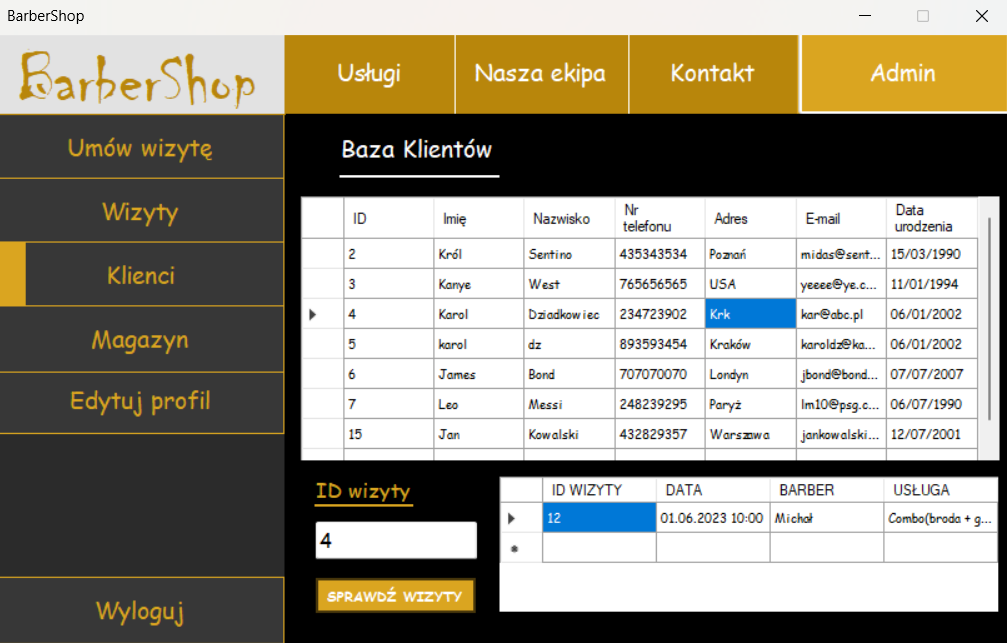 BarberShop
BarberShop
Usługi Nasza ekipa Kontakt Admin
Umów wizytę
Wizyty
Klienci
Magazyn
Edytuj profil
Wyloguj
Baza Klientów
ID Imię Nazwisko Nr telefonu Adres E-mail Data urodzenia
2 Król Sentino 435343534 Poznań midas@sent... 15/03/1990
3 Kanye West 765656565 USA yeeee@ye.c... 11/01/1994
4 Karol Dziadkowiec 234723902 Krk kar@abc.pl 06/01/2002
5 karol dz 893593454 Kraków karoldz@ka... 06/01/2002
6 James Bond 707070070 Londyn jbond@bond... 07/07/2007
7 Leo Messi 248239295 Paryż lm10@psg.c... 06/07/1990
15 Jan Kowalski 432829357 Warszawa jankowalski... 12/07/2001
ID wizyty
4
SPRAWDŹ WIZYTY
ID WIZYTY DATA BARBER USŁUGA
12 01.06.2023 10:00 Michał Combo(broda + g...